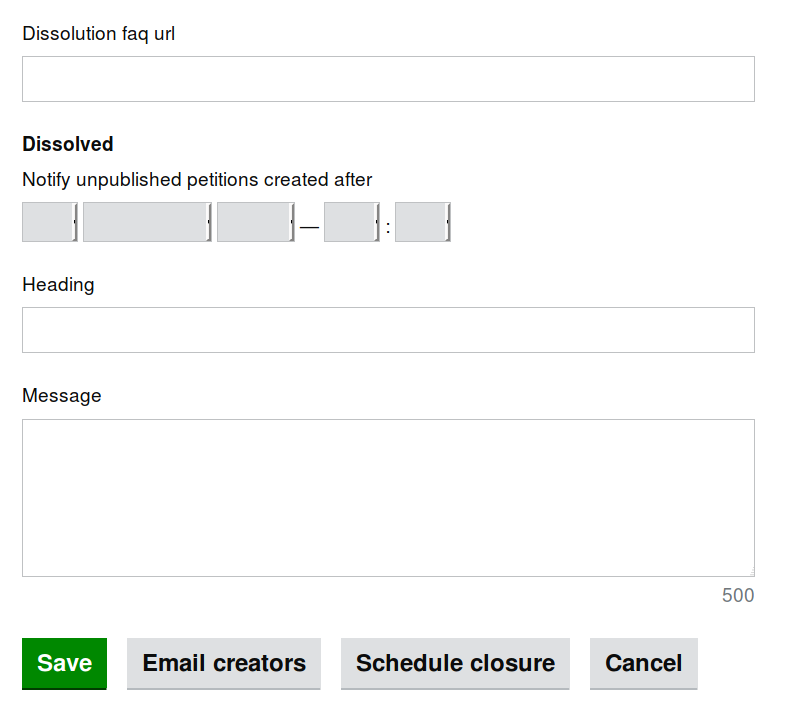 Dissolution faq url
Dissolved
Notify unpublished petitions created after
— :
Heading
Message
500
Save Email creators Schedule closure Cancel